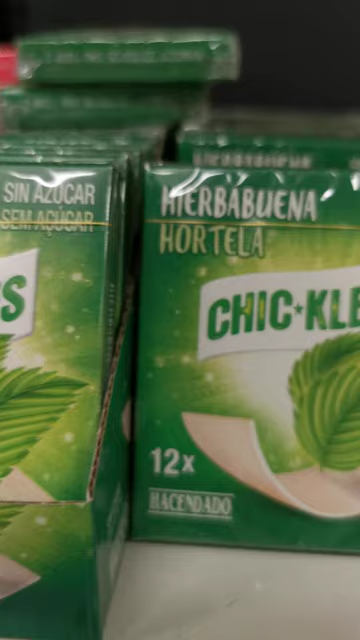 SIN AZÚCAR
SEM AÇÚCAR
HIERBABUENA
HORTELÃ
CHIC★KLE
12x
HACENDADO